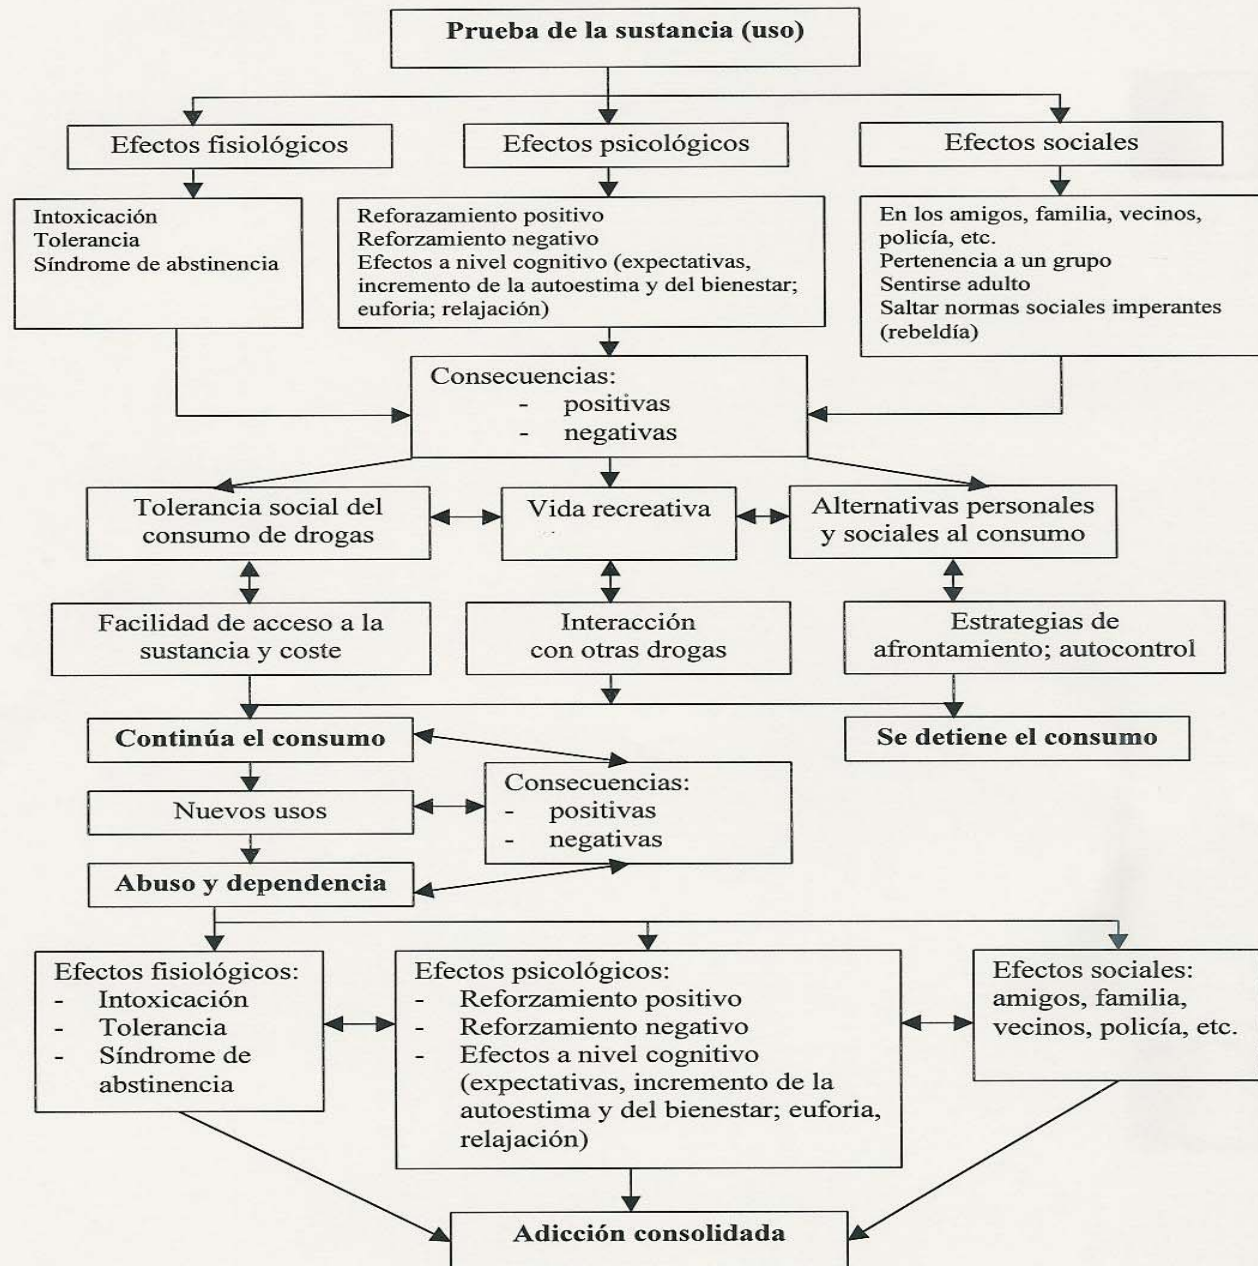 Prueba de la sustancia (uso)
Efectos fisiológicos
Efectos psicológicos
Efectos sociales
Intoxicación
Tolerancia
Síndrome de abstinencia
Reforazamiento positivo
Reforzamiento negativo
Efectos a nivel cognitivo (expectativas,
incremento de la autoestima y del bienestar;
euforia; relajación)
En los amigos, familia, vecinos,
policía, etc.
Pertenencia a un grupo
Sentirse adulto
Saltar normas sociales imperantes
(rebeldía)
Consecuencias:
- positivas
- negativas
Tolerancia social del
consumo de drogas
Vida recreativa
Alternativas personales
y sociales al consumo
Facilidad de acceso a la
sustancia y coste
Interacción
con otras drogas
Estrategias de
afrontamiento; autocontrol
Continúa el consumo
Se detiene el consumo
Nuevos usos
Consecuencias:
- positivas
- negativas
Abuso y dependencia
Efectos fisiológicos:
- Intoxicación
- Tolerancia
- Síndrome de
abstinencia
Efectos psicológicos:
- Reforzamiento positivo
- Reforzamiento negativo
- Efectos a nivel cognitivo
(expectativas, incremento de la
autoestima y del bienestar; euforia,
relajación)
Efectos sociales:
amigos, familia,
vecinos, policía, etc.
Adicción consolidada